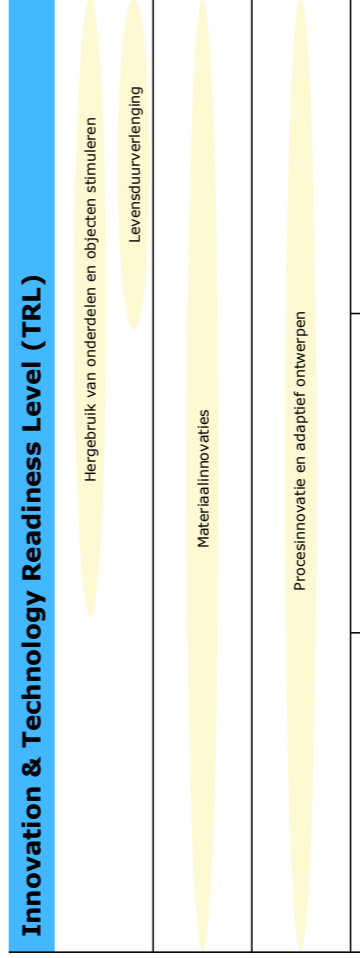 Innovation & Technology Readiness Level (TRL)
Hergebruik van onderdelen en objecten stimuleren
Levensduurverlenging
Materiaalinnovaties
Procesinnovatie en adaptief ontwerpen